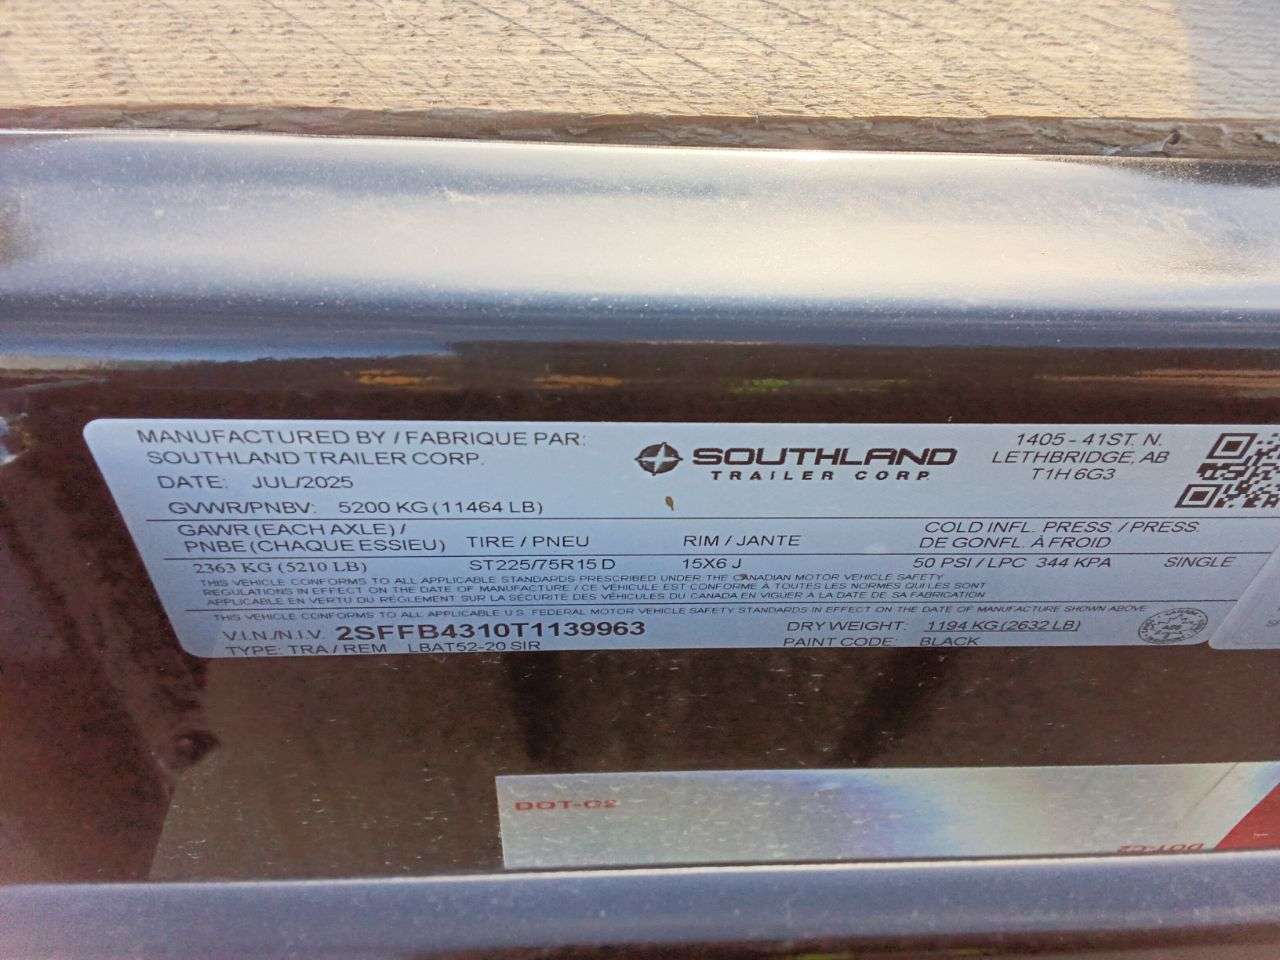 MANUFACTURED BY / FABRIQUE PAR:
SOUTHLAND TRAILER CORP.
DATE: JUL/2025
GVWR/PNBV: 5200 KG (11464 LB)
SOUTHLAND
TRAILER CORP
1405 - 41ST. N.
LETHBRIDGE, AB
T1H 6G3
GAWR (EACH AXLE) /
PNBE (CHAQUE ESSIEU)
TIRE / PNEU
RIM / JANTE
COLD INFL. PRESS. / PRESS
DE GONFL. À FROID
2363 KG (5210 LB)
ST225/75R15 D
15X6 J
50 PSI / LPC 344 KPA
SINGLE
THIS VEHICLE CONFORMS TO ALL APPLICABLE STANDARDS PRESCRIBED UNDER THE CANADIAN MOTOR VEHICLE SAFETY
REGULATIONS IN EFFECT ON THE DATE OF MANUFACTURE / CE VÉHICULE EST CONFORME À TOUTES LES NORMES QUI LES SONT
APPLICABLE EN VERTU DU RÉGLEMENT SUR LA SÉCURITÉ DES VÉHICULES DU CANADA EN VIGUER A LA DATE DE SA FABRICATION
THIS VEHICLE CONFORMS TO ALL APPLICABLE U.S. FEDERAL MOTOR VEHICLE SAFETY STANDARDS IN EFFECT ON THE DATE OF MANUFACTURE SHOWN ABOVE
V.I.N./N.I.V. 2SFFB4310T1139963
DRY WEIGHT: 1194 KG (2632 LB)
TYPE: TRA / REM LBAT52-20 SIR
PAINT CODE: BLACK
DOT-C2
DOT-C2